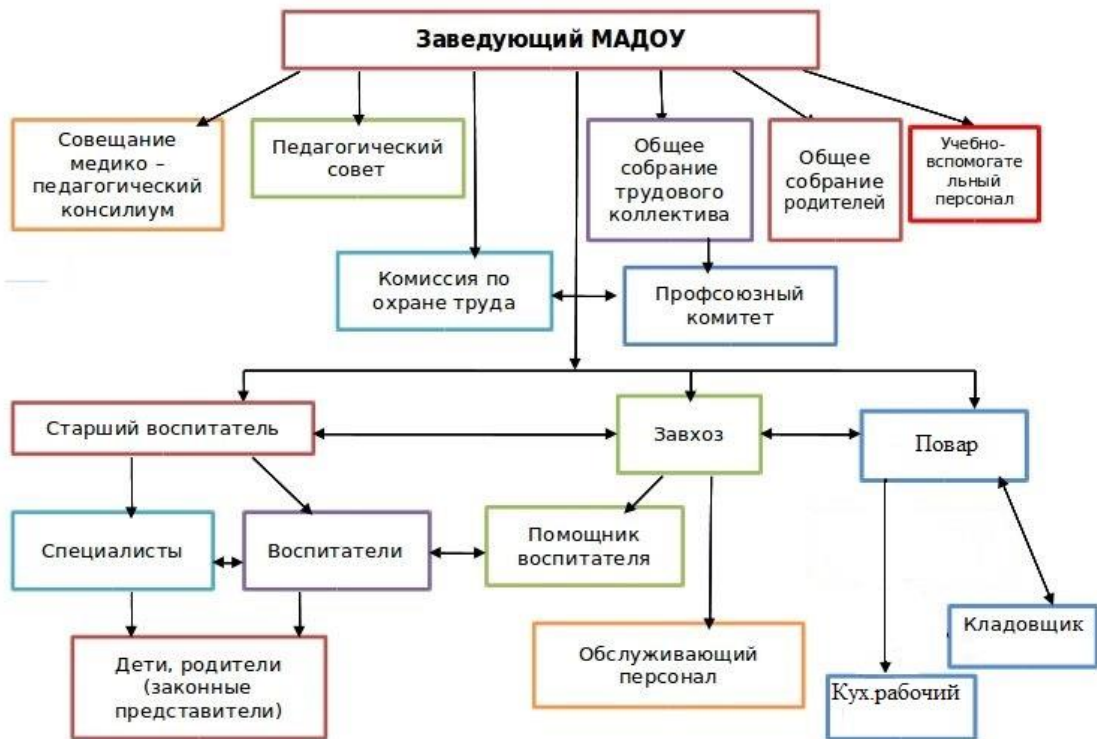 Заведующий МАДОУ
Совещание
медико –
педагогический
консилиум
Педагогический
совет
Общее
собрание
трудового
коллектива
Общее
собрание
родителей
Учебно-
вспомогате
льный
персонал
Комиссия по
охране труда
Профсоюзный
комитет
Старший воспитатель
Завхоз
Повар
Специалисты
Воспитатели
Помощник
воспитателя
Кладовщик
Дети, родители
(законные
представители)
Обслуживающий
персонал
Кух.рабочий